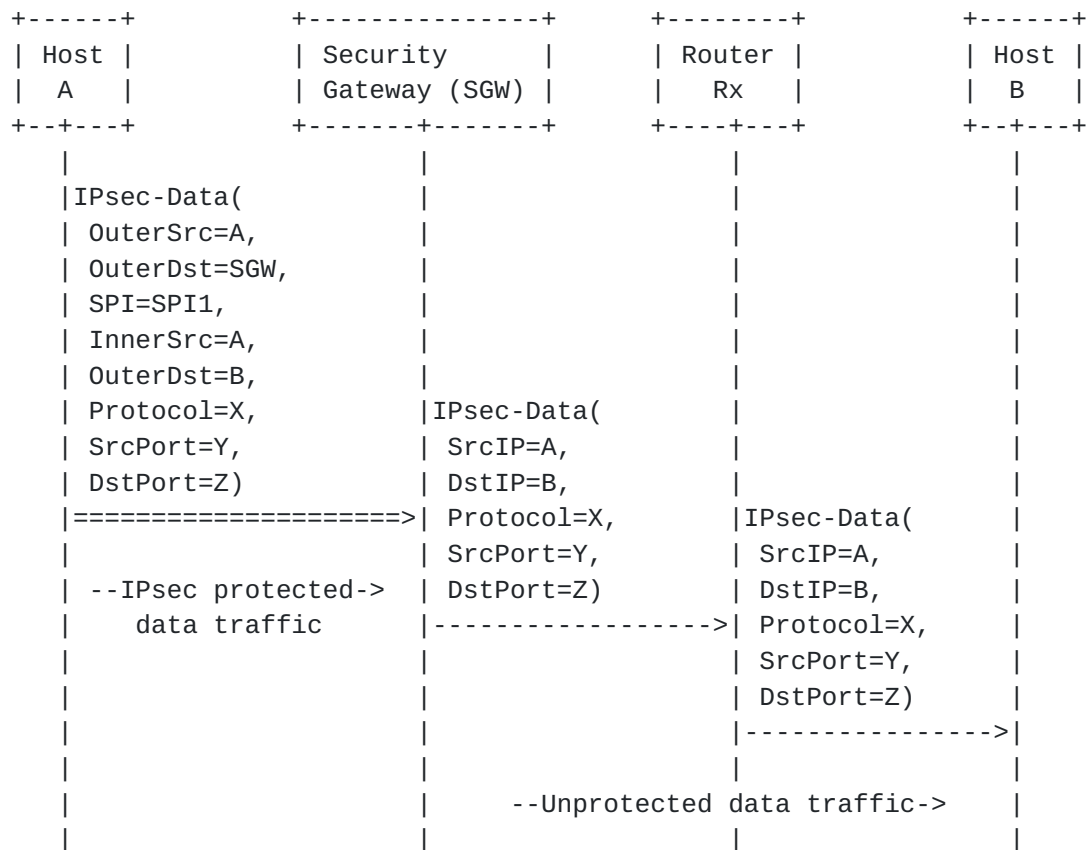 +------+          +---------------+     +--------+          +------+
| Host |          | Security      |     | Router |          | Host |
|  A   |          | Gateway (SGW) |     |   Rx   |          |  B   |
+--+---+          +-------+-------+     +----+---+          +--+---+
   |                      |                   |                 |
   |IPsec-Data(           |                   |                 |
   | OuterSrc=A,          |                   |                 |
   | OuterDst=SGW,        |                   |                 |
   | SPI=SPI1,            |                   |                 |
   | InnerSrc=A,          |                   |                 |
   | OuterDst=B,          |                   |                 |
   | Protocol=X,          |IPsec-Data(        |                 |
   | SrcPort=Y,           | SrcIP=A,          |                 |
   | DstPort=Z)           | DstIP=B,          |                 |
   |=====================>| Protocol=X,       |IPsec-Data(      |
   |                      | SrcPort=Y,        | SrcIP=A,        |
   | --IPsec protected->  | DstPort=Z)        | DstIP=B,        |
   |    data traffic      |------------------>| Protocol=X,     |
   |                      |                   | SrcPort=Y,      |
   |                      |                   | DstPort=Z)      |
   |                      |                   |---------------->|
   |                      |                   |                 |
   |                      |     --Unprotected data traffic->    |
   |                      |                   |                 |